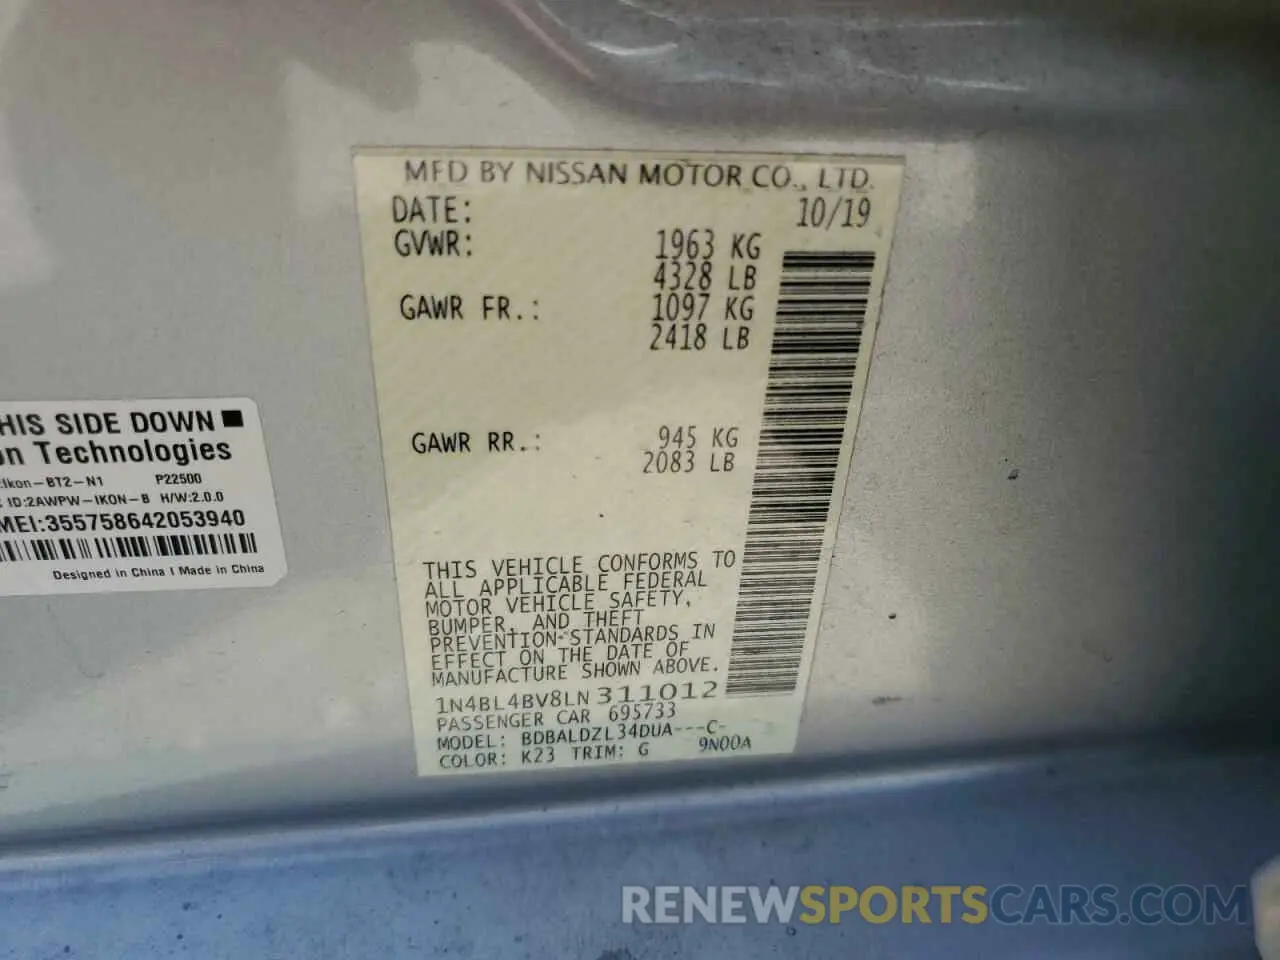 MFD BY NISSAN MOTOR CO., LTD.
DATE: 10/19
GVWR: 1963 KG
4328 LB
GAWR FR.: 1097 KG
2418 LB
GAWR RR.: 945 KG
2083 LB
THIS VEHICLE CONFORMS TO
ALL APPLICABLE FEDERAL
MOTOR VEHICLE SAFETY,
BUMPER, AND THEFT
PREVENTION STANDARDS IN
EFFECT ON THE DATE OF
MANUFACTURE SHOWN ABOVE.
1N4BL4BV8LN311012
PASSENGER CAR 695733
MODEL: BDBALDZL34DUA---C-
COLOR: K23 TRIM: G 9N00A
HIS SIDE DOWN
on Technologies
:Ikon-BT2-N1 P22500
ID:2AWPW-IKON-B H/W:2.0.0
MEI:355758642053940
Designed in China I Made in China
RENEWSPORTSCARS.COM